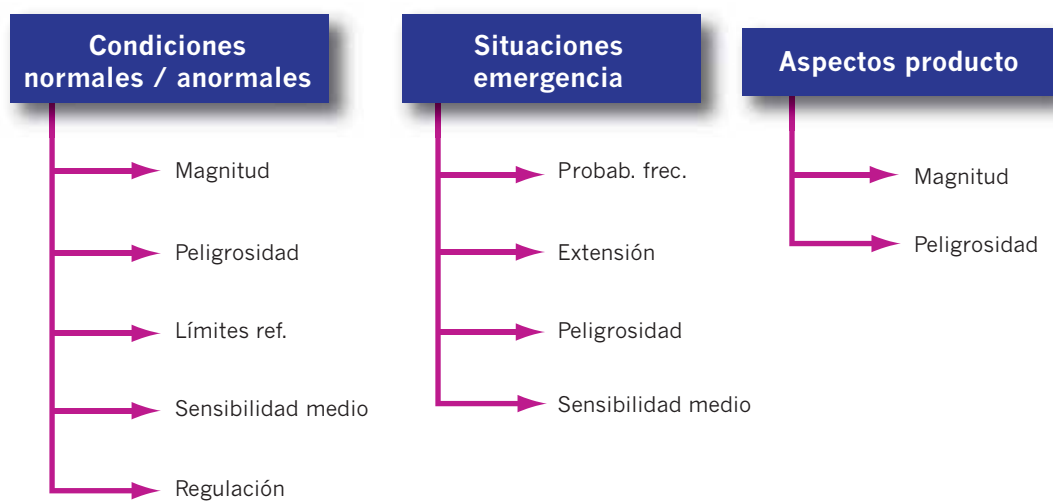 Condiciones
normales / anormales
Magnitud
Peligrosidad
Límites ref.
Sensibilidad medio
Regulación
Situaciones
emergencia
Probab. frec.
Extensión
Peligrosidad
Sensibilidad medio
Aspectos producto
Magnitud
Peligrosidad